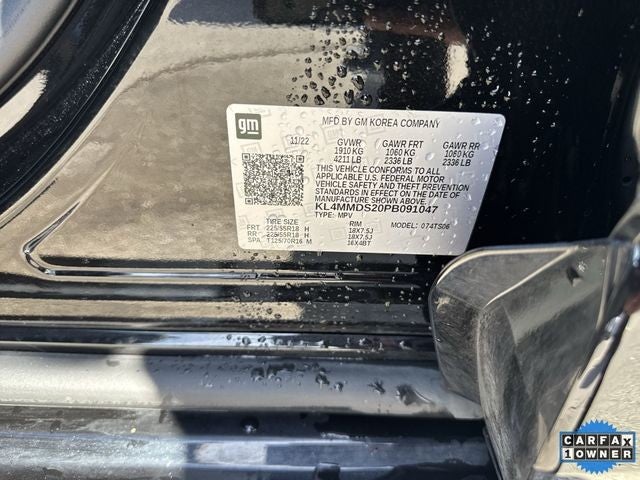 gm
MFD BY GM KOREA COMPANY
11/22 GVWR GAWR FRT GAWR RR
1910 KG 1060 KG 1060 KG
4211 LB 2336 LB 2336 LB
THIS VEHICLE CONFORMS TO ALL
APPLICABLE U.S. FEDERAL MOTOR
VEHICLE SAFETY, BUMPER, AND
THEFT PREVENTION STANDARDS
IN EFFECT ON THE DATE OF
MANUFACTURE SHOWN ABOVE.
KL4MMDS20PB091047
TYPE: MPV MODEL: 074TS06
TIRE SIZE RIM
FRT 225/55R18 H 18X7.5J
RR 225/55R18 H 18X7.5J
SPA T125/70R16 M 16X4BT
CARFAX
1 OWNER